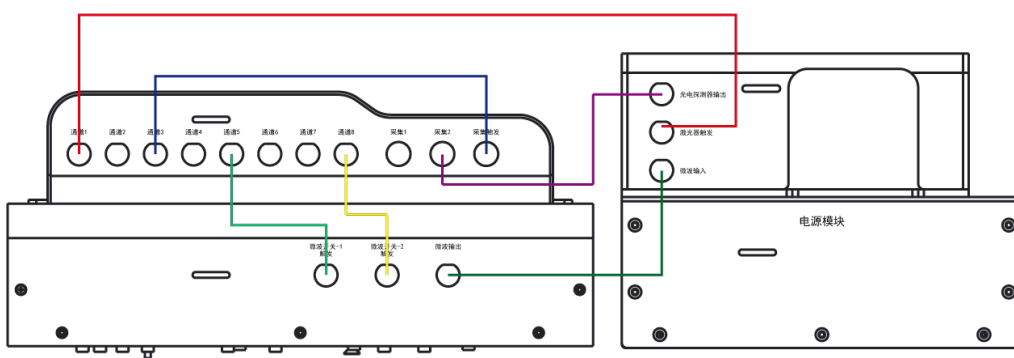 光电探测器输出
激光器触发
通道1 通道2 通道3 通道4 通道5 通道6 通道7 通道8 采集1 采集2 采集触发
微波输入
电源模块
微波开关-1 微波开关-2 微波输出
触发 触发